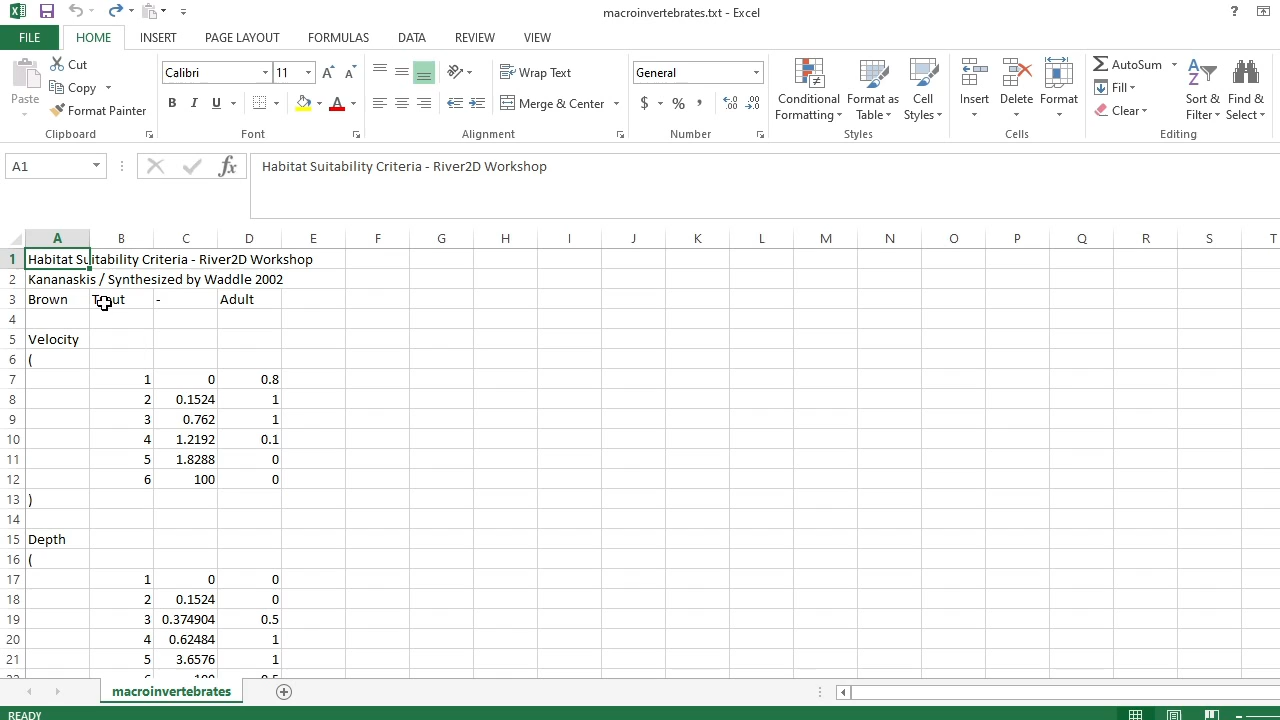 macroinvertebrates.txt - Excel
?
FILE HOME INSERT PAGE LAYOUT FORMULAS DATA REVIEW VIEW
Paste
Cut
Copy
Format Painter
Clipboard
Calibri 11
B I U A
Font
Wrap Text
Merge & Center
Alignment
General
$ % ,
Number
Conditional Formatting
Format as Table
Cell Styles
Styles
Insert
Delete
Format
Cells
AutoSum
Fill
Clear
Sort & Filter
Find & Select
Editing
A1 fx Habitat Suitability Criteria - River2D Workshop
A B C D E F G H I J K L M N O P Q R S T
1 Habitat Suitability Criteria - River2D Workshop
2 Kananaskis / Synthesized by Waddle 2002
3 Brown Trout - Adult
4
5 Velocity
6 (
7 1 0 0.8
8 2 0.1524 1
9 3 0.762 1
10 4 1.2192 0.1
11 5 1.8288 0
12 6 100 0
13 )
14
15 Depth
16 (
17 1 0 0
18 2 0.1524 0
19 3 0.374904 0.5
20 4 0.62484 1
21 5 3.6576 1
macroinvertebrates
READY